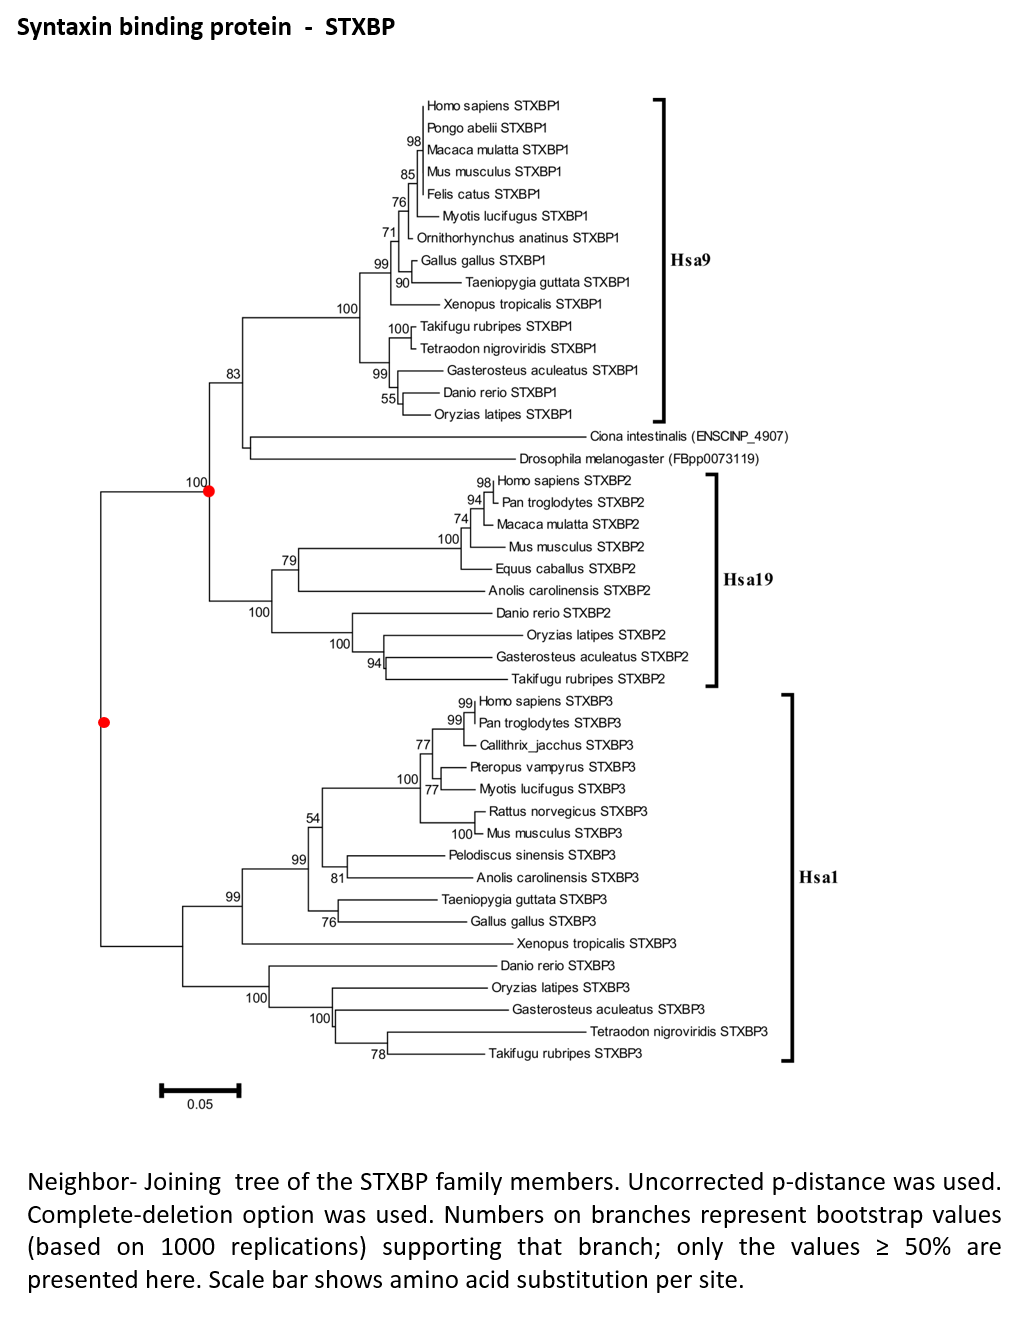 Syntaxin binding protein - STXBP
Homo sapiens STXBP1
Pongo abelii STXBP1
98
Macaca mulatta STXBP1
85
Mus musculus STXBP1
Felis catus STXBP1
76
Myotis lucifugus STXBP1
71
Ornithorhynchus anatinus STXBP1
99
Gallus gallus STXBP1
Hsa9
90
Taeniopygia guttata STXBP1
100
Xenopus tropicalis STXBP1
100
Takifugu rubripes STXBP1
Tetraodon nigroviridis STXBP1
83
99
Gasterosteus aculeatus STXBP1
55
Danio rerio STXBP1
Oryzias latipes STXBP1
Ciona intestinalis (ENSCINP_4907)
Drosophila melanogaster (FBpp0073119)
100
98
Homo sapiens STXBP2
94
Pan troglodytes STXBP2
74
Macaca mulatta STXBP2
100
Mus musculus STXBP2
79
Equus caballus STXBP2
Hsa19
Anolis carolinensis STXBP2
100
Danio rerio STXBP2
100
Oryzias latipes STXBP2
94
Gasterosteus aculeatus STXBP2
Takifugu rubripes STXBP2
99
Homo sapiens STXBP3
99
Pan troglodytes STXBP3
77
Callithrix_jacchus STXBP3
Pteropus vampyrus STXBP3
100
77
Myotis lucifugus STXBP3
Rattus norvegicus STXBP3
54
100
Mus musculus STXBP3
99
Pelodiscus sinensis STXBP3
81
Anolis carolinensis STXBP3
Hsa1
99
Taeniopygia guttata STXBP3
76
Gallus gallus STXBP3
Xenopus tropicalis STXBP3
Danio rerio STXBP3
100
Oryzias latipes STXBP3
100
Gasterosteus aculeatus STXBP3
Tetraodon nigroviridis STXBP3
78
Takifugu rubripes STXBP3
0.05
Neighbor- Joining tree of the STXBP family members. Uncorrected p-distance was used.
Complete-deletion option was used. Numbers on branches represent bootstrap values
(based on 1000 replications) supporting that branch; only the values ≥ 50% are
presented here. Scale bar shows amino acid substitution per site.